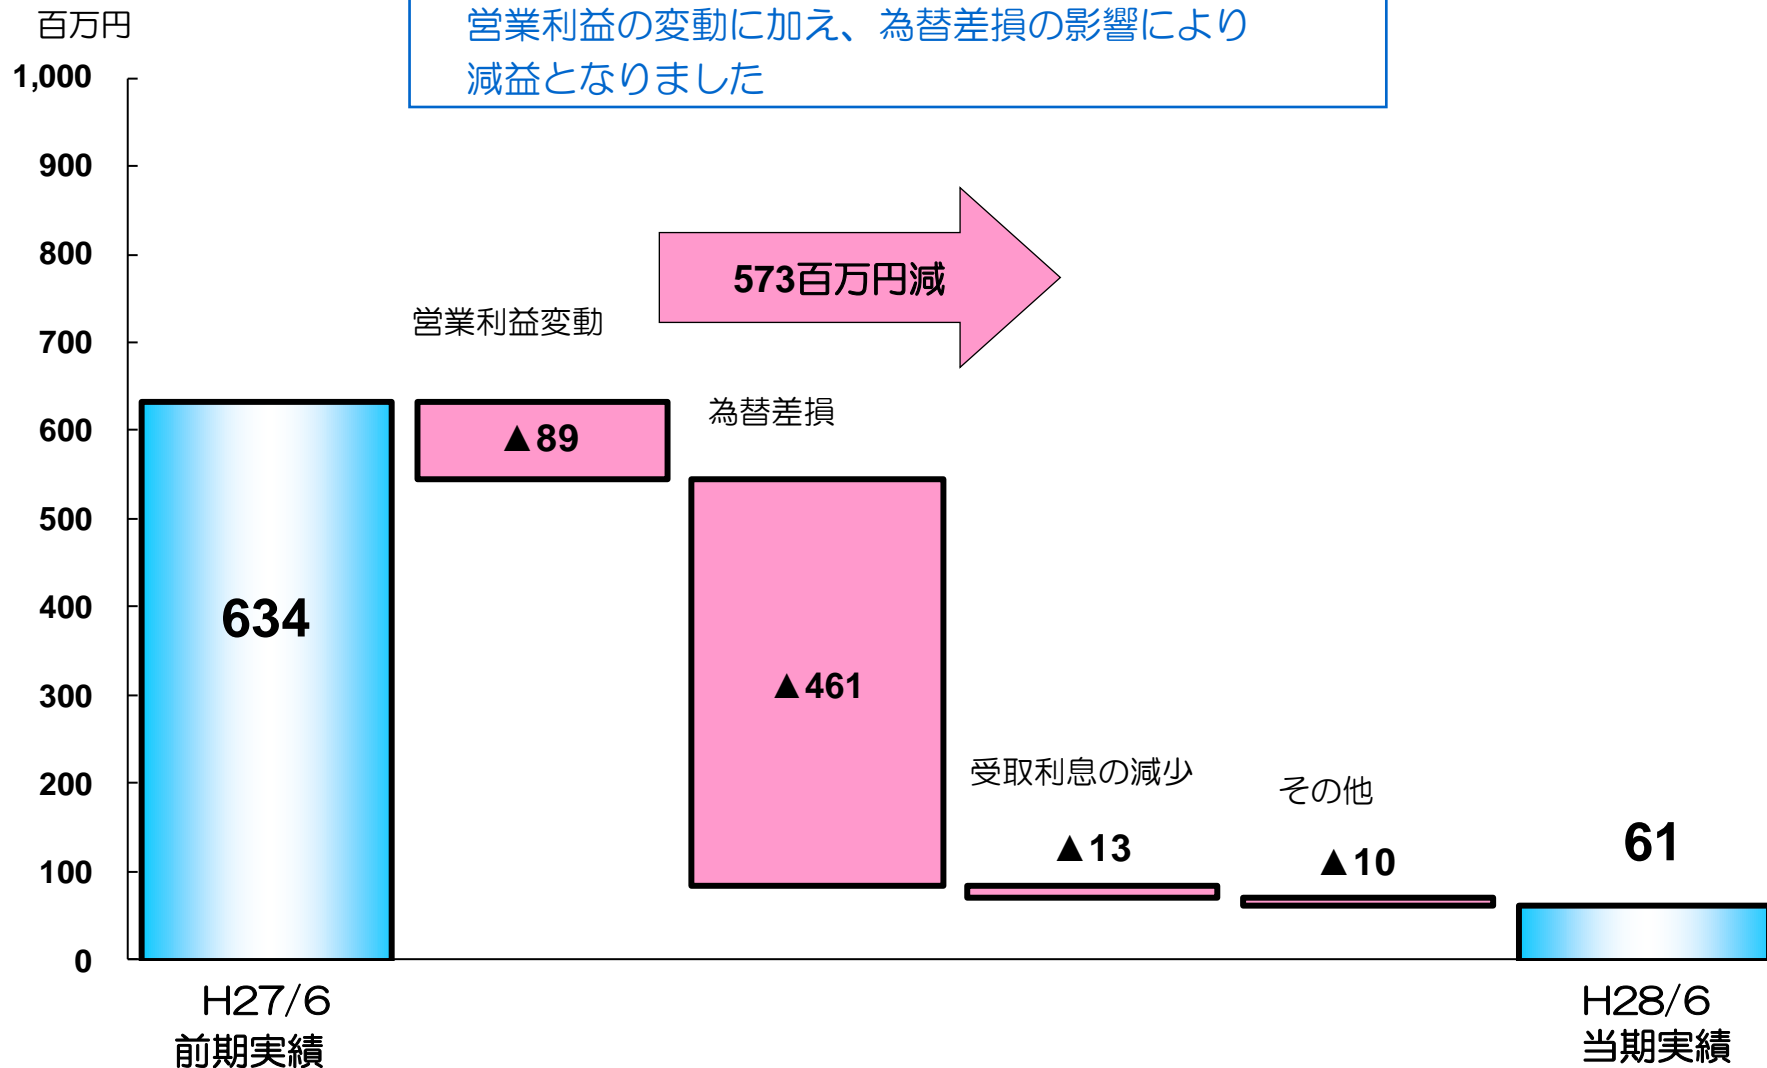 百万円
営業利益の変動に加え、為替差損の影響により
減益となりました
1,000
900
800
700
600
500
400
300
200
100
0
573百万円減
営業利益変動
為替差損
▲89
634
▲461
受取利息の減少
その他
▲13
▲10
61
H27/6
前期実績
H28/6
当期実績